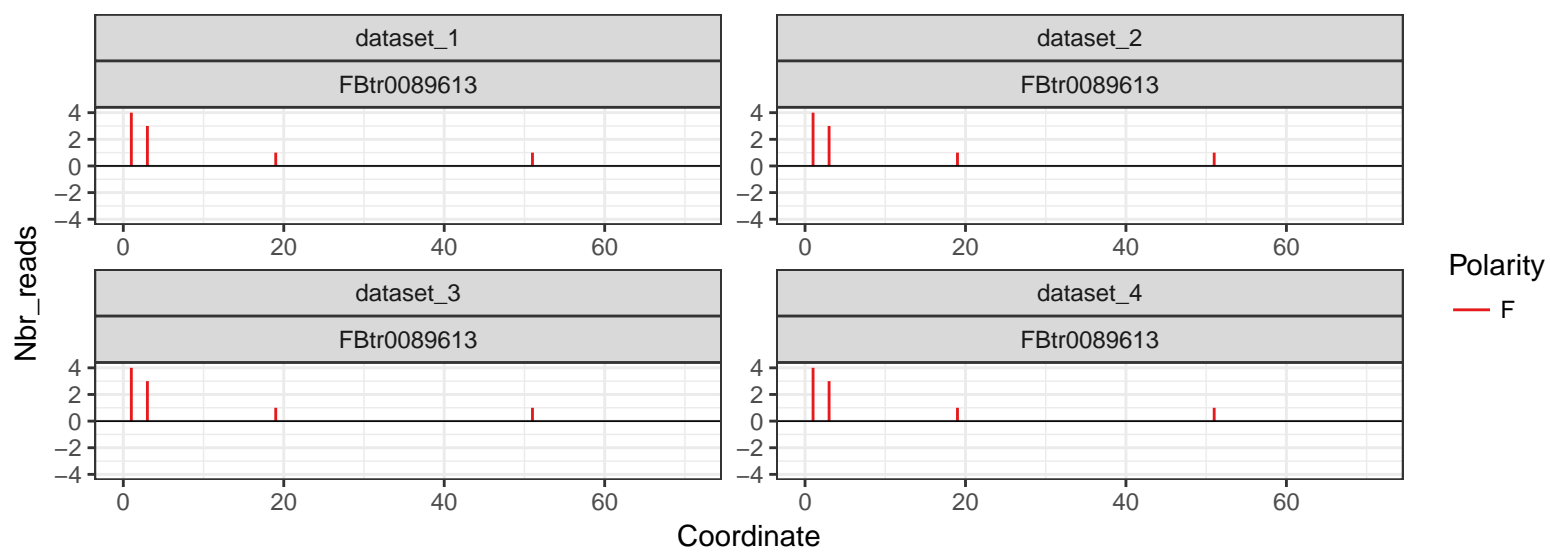 dataset_1
FBtr0089613
4
2
0
−2
−4
0 20 40 60
dataset_2
FBtr0089613
4
2
0
−2
−4
0 20 40 60
dataset_3
FBtr0089613
4
2
0
−2
−4
0 20 40 60
dataset_4
FBtr0089613
4
2
0
−2
−4
0 20 40 60
Nbr_reads
Coordinate
Polarity
F